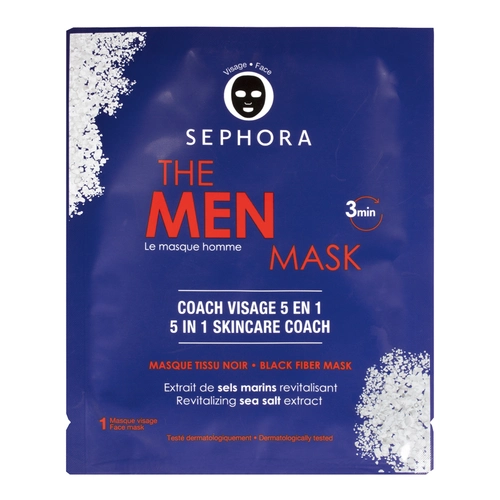 Visage • Face
SEPHORA
THE
MEN
Le masque homme
MASK
3min
COACH VISAGE 5 EN 1
5 IN 1 SKINCARE COACH
MASQUE TISSU NOIR • BLACK FIBER MASK
Extrait de sels marins revitalisant
Revitalizing sea salt extract
1 Masque visage
Face mask
Testé dermatologiquement • Dermatologically tested